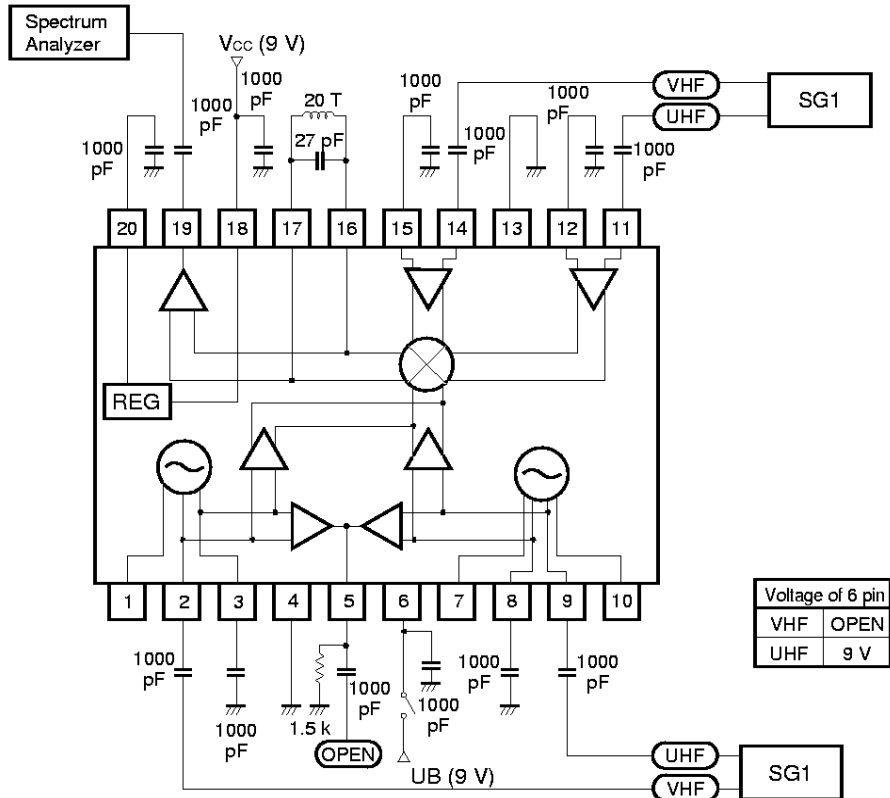 Spectrum
Analyzer
Vcc (9 V)
1000
pF
1000
pF
1000
pF
20 T
27 pF
1000
pF
1000
pF
1000
pF
1000
pF
VHF
UHF
SG1
20
19
18
17
16
15
14
13
12
11
REG
1
2
3
4
5
6
7
8
9
10
Voltage of 6 pin
VHF OPEN
UHF 9 V
1000
pF
1000
pF
1.5 k
1000
pF
OPEN
1000
pF
UB (9 V)
1000
pF
1000
pF
UHF
VHF
SG1